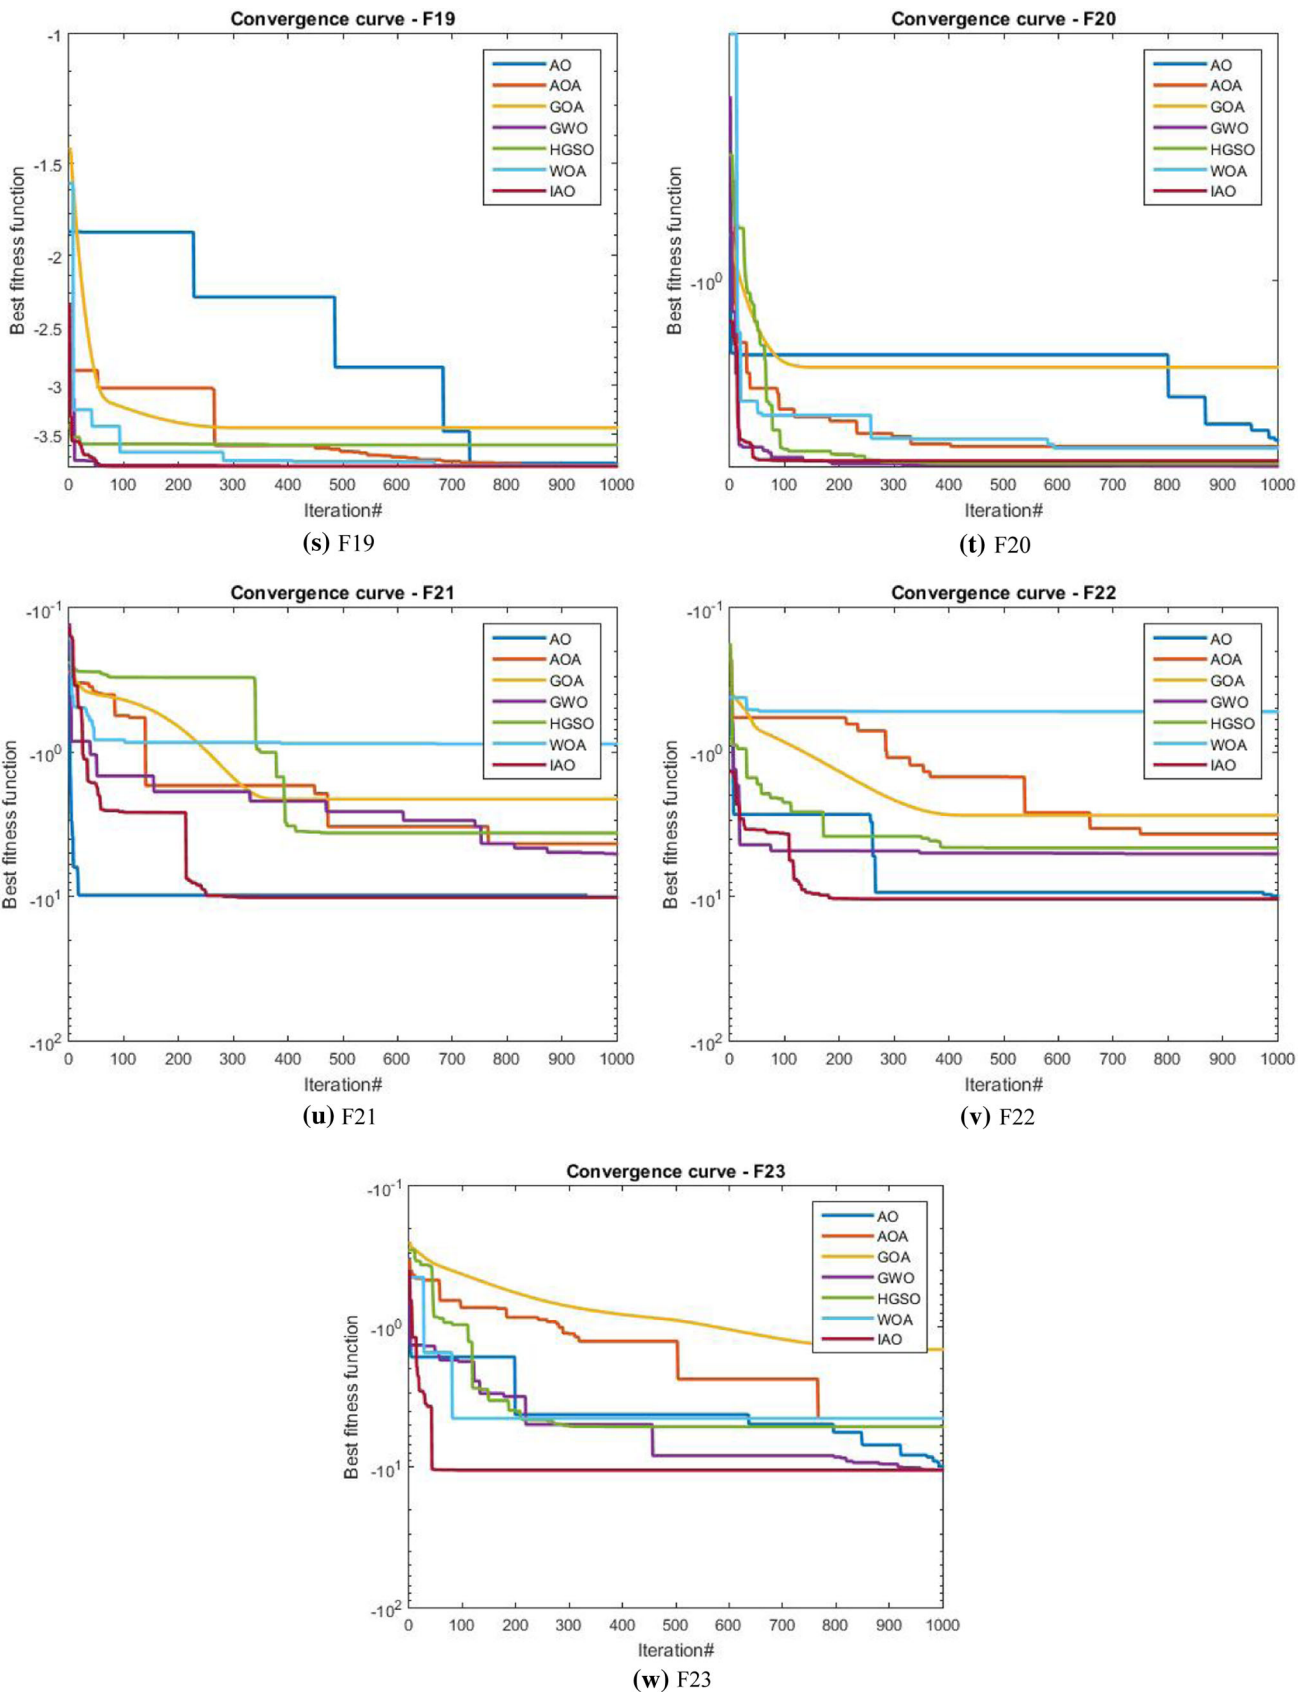 Convergence curve - F19
Best fitness function
-1
-1.5
-2
-2.5
-3
-3.5
AO
AOA
GOA
GWO
HGSO
WOA
IAO
0 100 200 300 400 500 600 700 800 900 1000
Iteration#
(s) F19
Convergence curve - F20
Best fitness function
-10^0
AO
AOA
GOA
GWO
HGSO
WOA
IAO
0 100 200 300 400 500 600 700 800 900 1000
Iteration#
(t) F20
Convergence curve - F21
Best fitness function
-10^-1
-10^0
-10^1
-10^2
AO
AOA
GOA
GWO
HGSO
WOA
IAO
0 100 200 300 400 500 600 700 800 900 1000
Iteration#
(u) F21
Convergence curve - F22
Best fitness function
-10^-1
-10^0
-10^1
-10^2
AO
AOA
GOA
GWO
HGSO
WOA
IAO
0 100 200 300 400 500 600 700 800 900 1000
Iteration#
(v) F22
Convergence curve - F23
Best fitness function
-10^-1
-10^0
-10^1
-10^2
AO
AOA
GOA
GWO
HGSO
WOA
IAO
0 100 200 300 400 500 600 700 800 900 1000
Iteration#
(w) F23